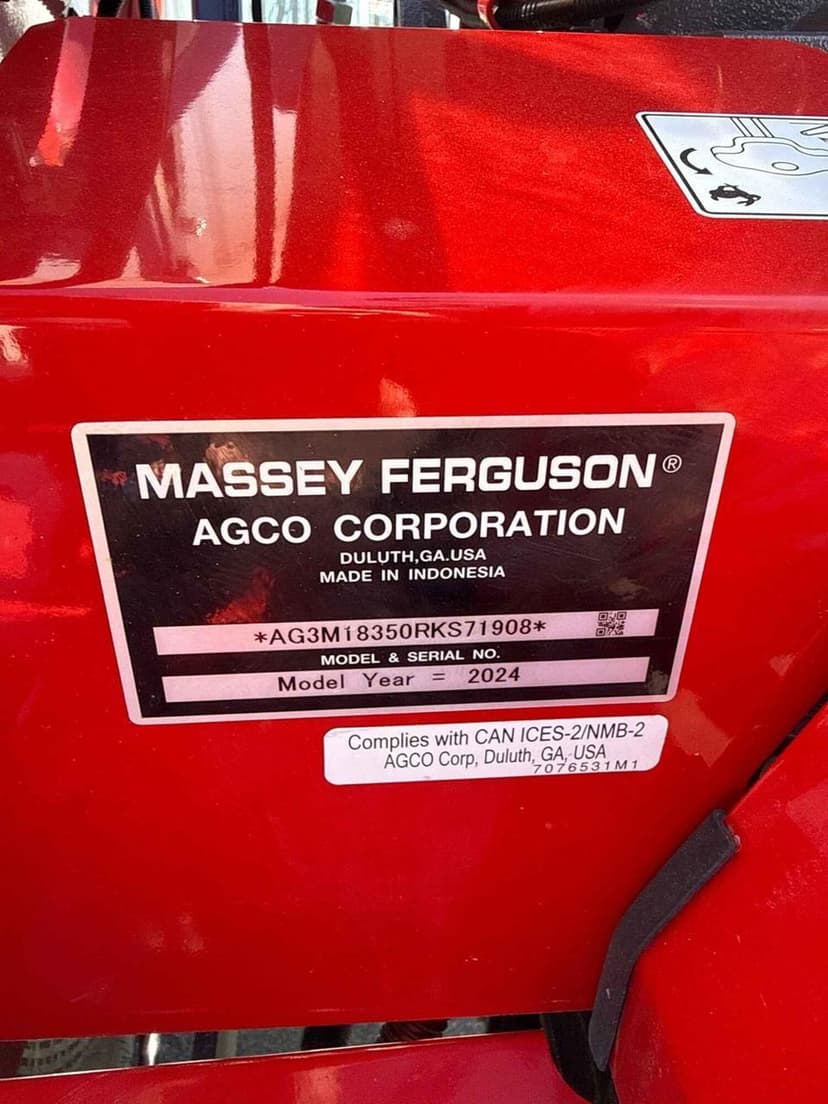 MASSEY FERGUSON®
AGCO CORPORATION
DULUTH,GA.USA
MADE IN INDONESIA
*AG3M18350RKS71908*
MODEL & SERIAL NO.
Model Year = 2024
Complies with CAN ICES-2/NMB-2
AGCO Corp, Duluth, GA, USA
7076531M1